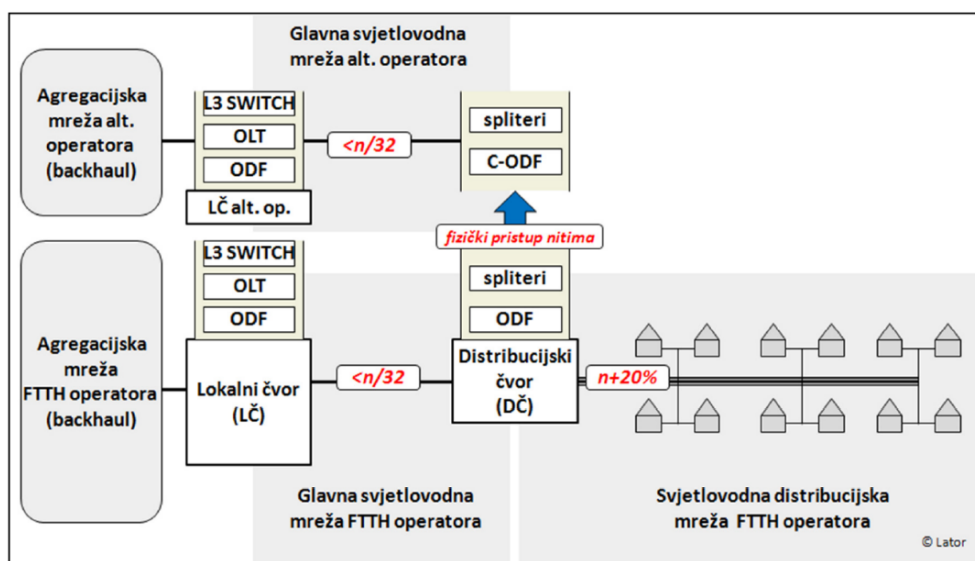 Glavna svjetlovodna
mreža alt. operatora
Agregacijska
mreža alt.
operatora
(backhaul)
L3 SWITCH
OLT
ODF
LČ alt. op.
<n/32
spliteri
C-ODF
fizički pristup nitima
Agregacijska
mreža
FTTH operatora
(backhaul)
L3 SWITCH
OLT
ODF
Lokalni čvor
(LČ)
<n/32
spliteri
ODF
Distribucijski
čvor
(DČ)
n+20%
Glavna svjetlovodna
mreža FTTH operatora
Svjetlovodna distribucijska
mreža FTTH operatora
© Lator